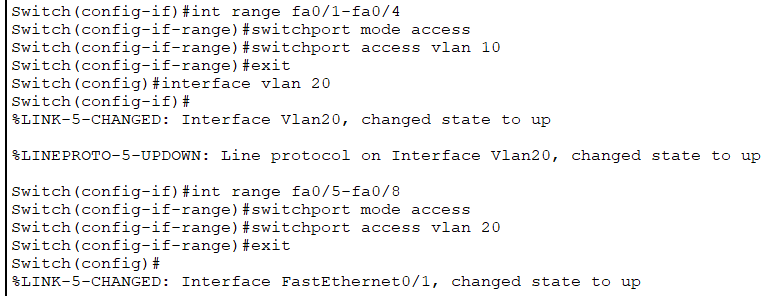 Switch(config-if)#int range fa0/1-fa0/4
Switch(config-if-range)#switchport mode access
Switch(config-if-range)#switchport access vlan 10
Switch(config-if-range)#exit
Switch(config)#interface vlan 20
Switch(config-if)#
%LINK-5-CHANGED: Interface Vlan20, changed state to up
%LINEPROTO-5-UPDOWN: Line protocol on Interface Vlan20, changed state to up
Switch(config-if)#int range fa0/5-fa0/8
Switch(config-if-range)#switchport mode access
Switch(config-if-range)#switchport access vlan 20
Switch(config-if-range)#exit
Switch(config)#
%LINK-5-CHANGED: Interface FastEthernet0/1, changed state to up